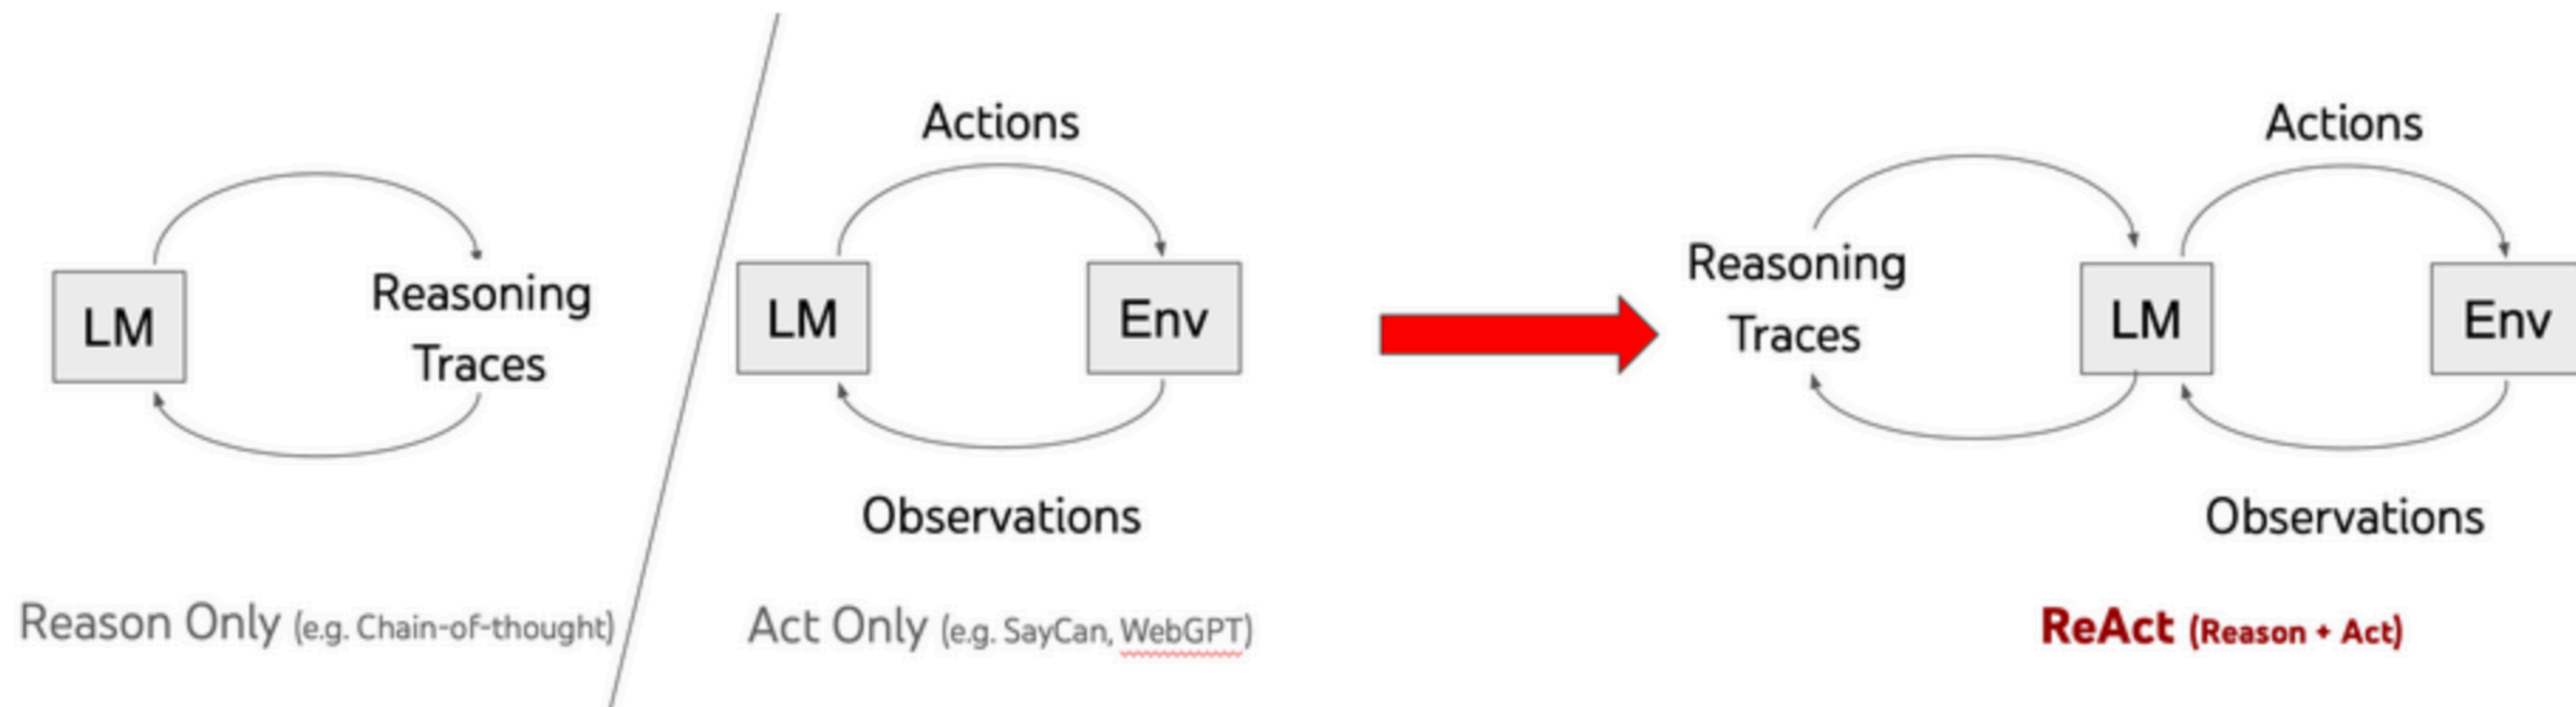 LM
Reasoning
Traces
Reason Only (e.g. Chain-of-thought)
Actions
LM
Env
Observations
Act Only (e.g. SayCan, WebGPT)
Reasoning
Traces
Actions
LM
Env
Observations
ReAct (Reason + Act)